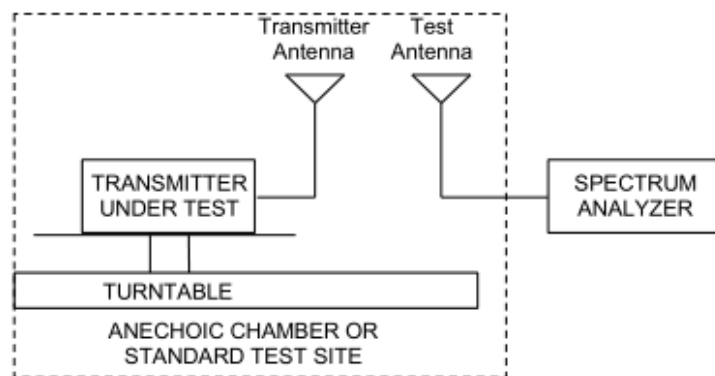 Transmitter
Antenna
Test
Antenna
TRANSMITTER
UNDER TEST
SPECTRUM
ANALYZER
TURNTABLE
ANECHOIC CHAMBER OR
STANDARD TEST SITE